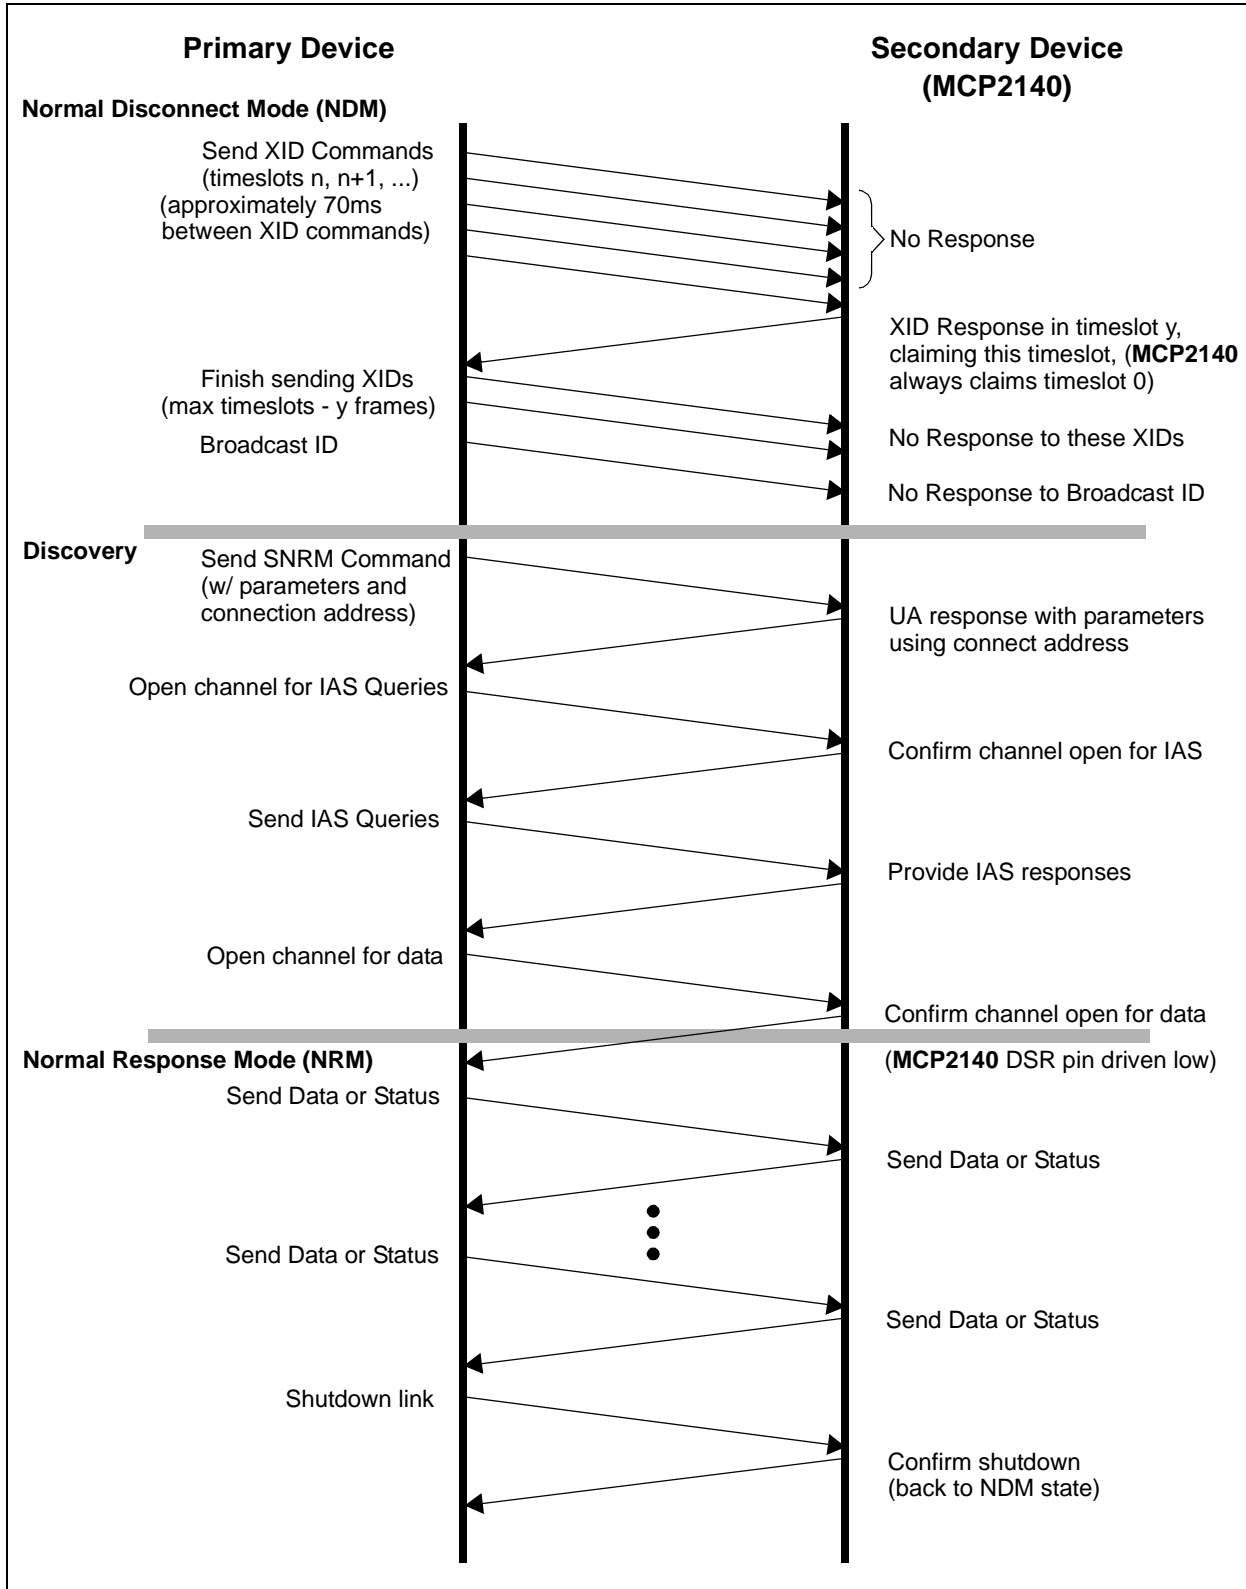 Primary Device
Secondary Device
(MCP2140)
Normal Disconnect Mode (NDM)
Send XID Commands
(timeslots n, n+1, ...)
(approximately 70ms
between XID commands)
No Response
XID Response in timeslot y,
claiming this timeslot, (MCP2140
always claims timeslot 0)
Finish sending XIDs
(max timeslots - y frames)
No Response to these XIDs
Broadcast ID
No Response to Broadcast ID
Discovery
Send SNRM Command
(w/ parameters and
connection address)
UA response with parameters
using connect address
Open channel for IAS Queries
Confirm channel open for IAS
Send IAS Queries
Provide IAS responses
Open channel for data
Confirm channel open for data
Normal Response Mode (NRM)
(MCP2140 DSR pin driven low)
Send Data or Status
Send Data or Status
Send Data or Status
Send Data or Status
Shutdown link
Confirm shutdown
(back to NDM state)